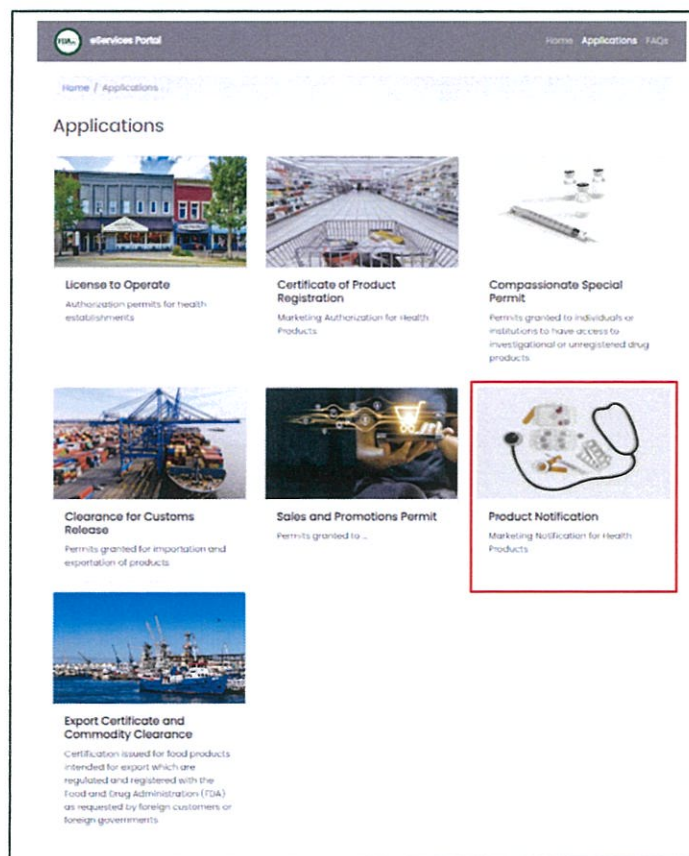 FDA
eServices Portal
Home Applications FAQs
Home / Applications
Applications
License to Operate
Authorization permits for health
establishments
Certificate of Product
Registration
Marketing Authorization for Health
Products
Compassionate Special
Permit
Permits granted to individuals or
institutions to have access to
investigational or unregistered drug
products
Clearance for Customs
Release
Permits granted for importation and
exportation of products
Sales and Promotions Permit
Permits granted to ...
Product Notification
Marketing Notification for Health
Products
Export Certificate and
Commodity Clearance
Certification issued for food products
intended for export which are
regulated and registered with the
Food and Drug Administration (FDA)
as requested by foreign customers or
foreign governments